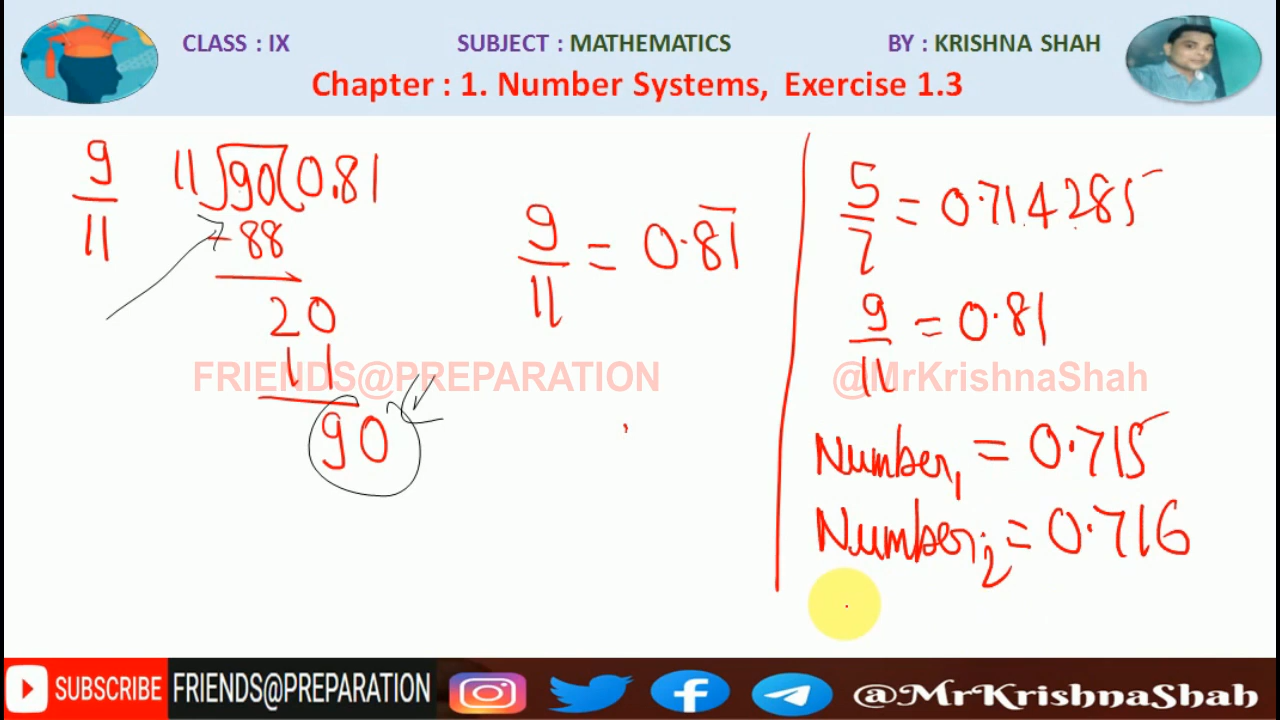 CLASS : IX SUBJECT : MATHEMATICS BY : KRISHNA SHAH
Chapter : 1. Number Systems, Exercise 1.3
9/11 11)90(0.81
-88
20
11
90
9/11 = 0.8̅1̅
5/7 = 0.714285
9/11 = 0.81
FRIENDS@PREPARATION @MrKrishnaShah
Number₁ = 0.715
Number₂ = 0.716
SUBSCRIBE FRIENDS@PREPARATION @MrKrishnaShah